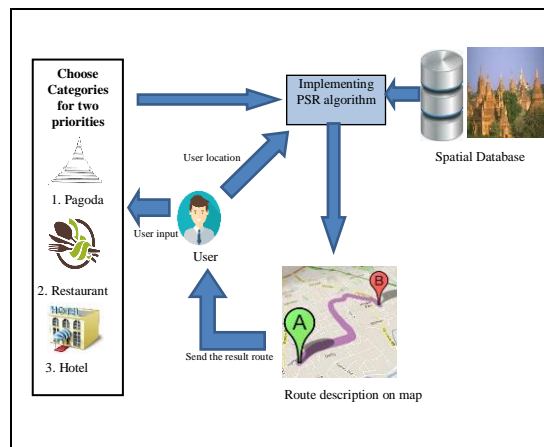 Choose
Categories
for two
priorities
1. Pagoda
2. Restaurant
HOTEL
3. Hotel
Implementing
PSR algorithm
Spatial Database
User location
User input
User
Send the result route
A
B
Route description on map